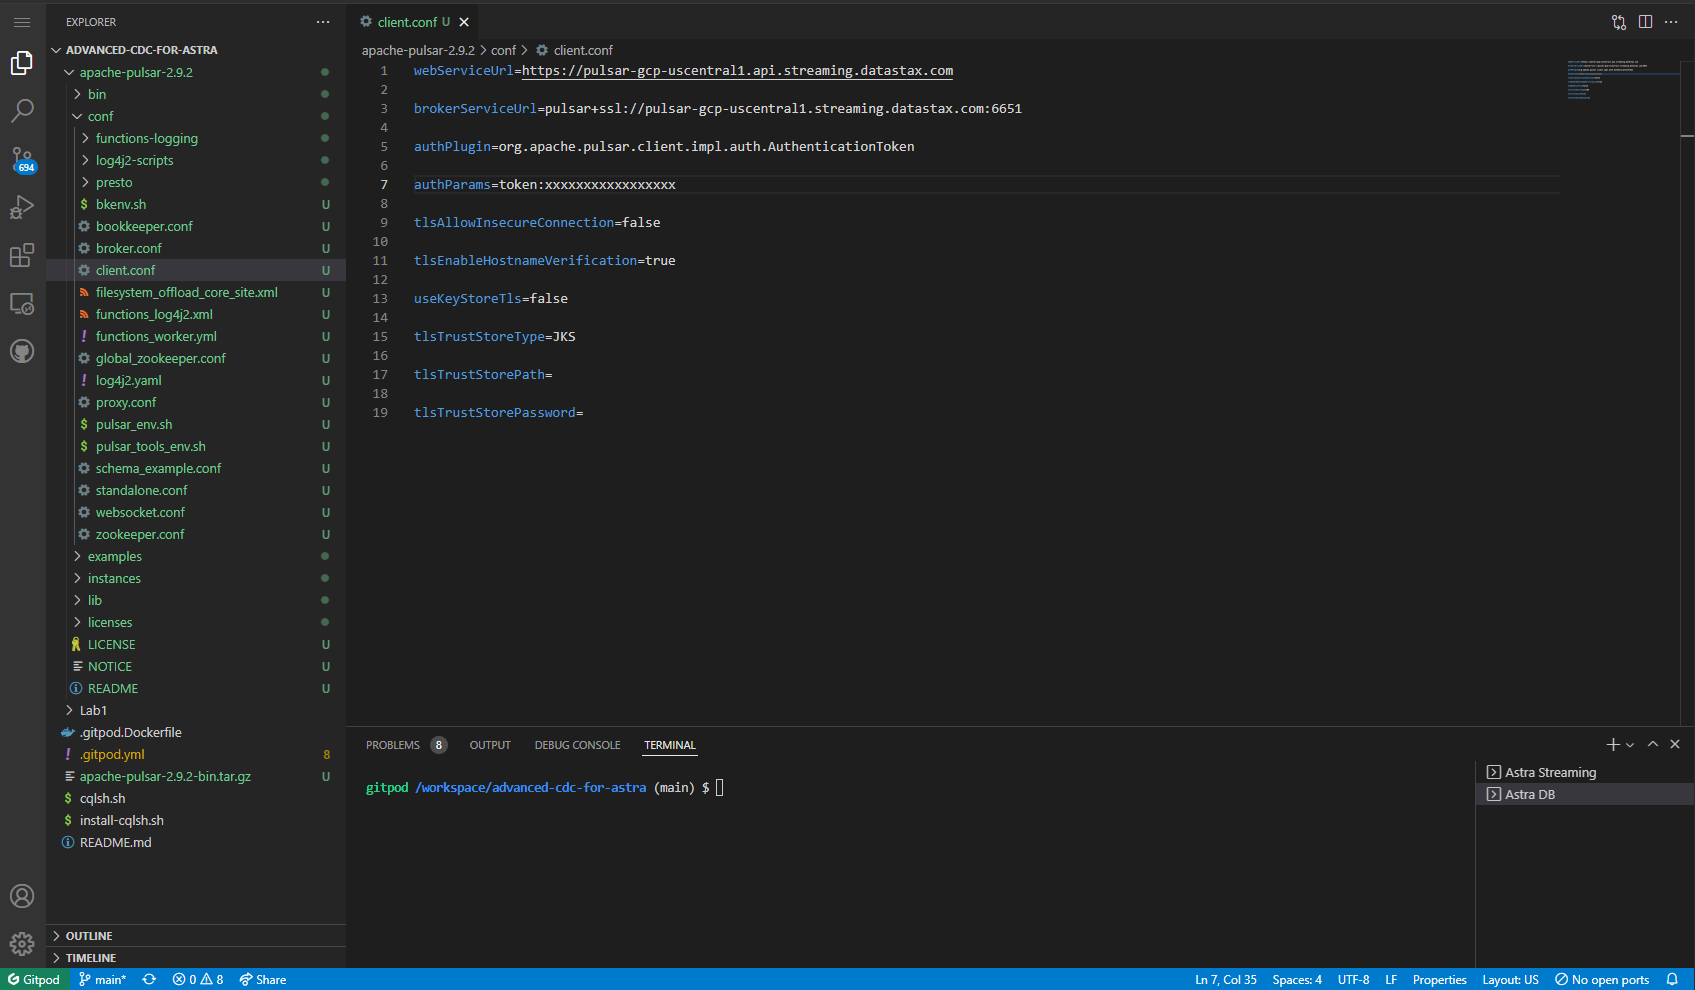 EXPLORER
ADVANCED-CDC-FOR-ASTRA
apache-pulsar-2.9.2
bin
conf
functions-logging
log4j2-scripts
presto
$ bkenv.sh U
bookkeeper.conf U
broker.conf U
client.conf U
filesystem_offload_core_site.xml U
functions_log4j2.xml U
! functions_worker.yml U
global_zookeeper.conf U
! log4j2.yaml U
proxy.conf U
$ pulsar_env.sh U
$ pulsar_tools_env.sh U
schema_example.conf U
standalone.conf U
websocket.conf U
zookeeper.conf U
examples
instances
lib
licenses
LICENSE U
NOTICE U
README U
Lab1
.gitpod.Dockerfile
! .gitpod.yml 8
apache-pulsar-2.9.2-bin.tar.gz U
$ cqlsh.sh
$ install-cqlsh.sh
README.md
OUTLINE
TIMELINE
694
client.conf U
apache-pulsar-2.9.2 > conf > client.conf
1 webServiceUrl=https://pulsar-gcp-uscentral1.api.streaming.datastax.com
2
3 brokerServiceUrl=pulsar+ssl://pulsar-gcp-uscentral1.streaming.datastax.com:6651
4
5 authPlugin=org.apache.pulsar.client.impl.auth.AuthenticationToken
6
7 authParams=token:xxxxxxxxxxxxxxxxx
8
9 tlsAllowInsecureConnection=false
10
11 tlsEnableHostnameVerification=true
12
13 useKeyStoreTls=false
14
15 tlsTrustStoreType=JKS
16
17 tlsTrustStorePath=
18
19 tlsTrustStorePassword=
PROBLEMS 8 OUTPUT DEBUG CONSOLE TERMINAL
gitpod /workspace/advanced-cdc-for-astra (main) $
Astra Streaming
Astra DB
Gitpod main* 0 8 Share Ln 7, Col 35 Spaces: 4 UTF-8 LF Properties Layout: US No open ports